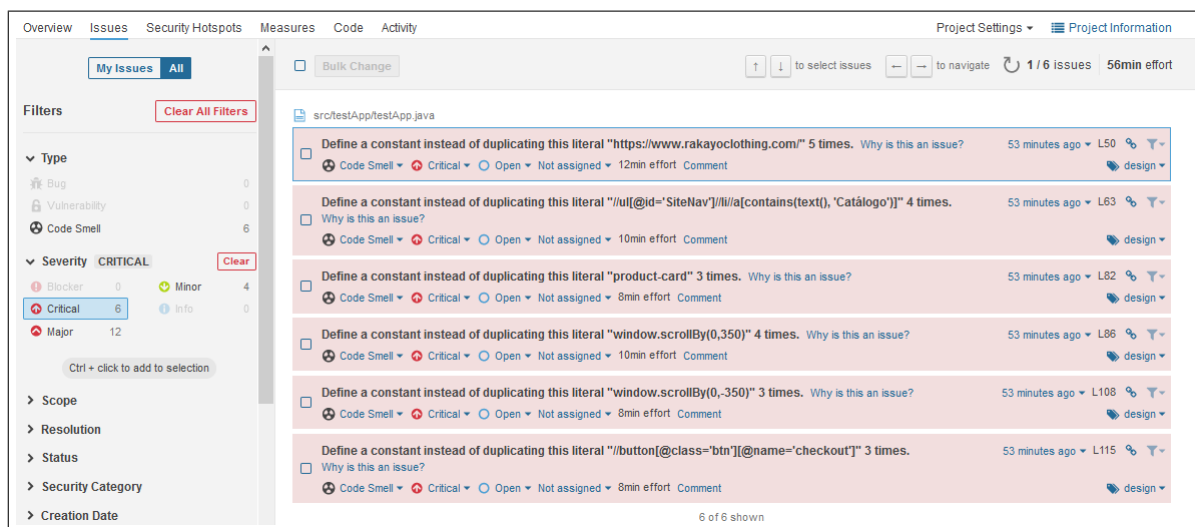 Overview Issues Security Hotspots Measures Code Activity Project Settings Project Information
My Issues All
Bulk Change ↑ ↓ to select issues ← → to navigate 1 / 6 issues 56min effort
Filters Clear All Filters
Type
Bug 0
Vulnerability 0
Code Smell 6
Severity CRITICAL Clear
Blocker 0 Minor 4
Critical 6 Info 0
Major 12
Ctrl + click to add to selection
Scope
Resolution
Status
Security Category
Creation Date
src/testApp/testApp.java
Define a constant instead of duplicating this literal "https://www.rakayoclothing.com/" 5 times. Why is this an issue? 53 minutes ago L50
Code Smell Critical Open Not assigned 12min effort Comment design
Define a constant instead of duplicating this literal "//ul[@id='SiteNav']//li//a[contains(text(), 'Catálogo')]" 4 times. 53 minutes ago L63
Why is this an issue?
Code Smell Critical Open Not assigned 10min effort Comment design
Define a constant instead of duplicating this literal "product-card" 3 times. Why is this an issue? 53 minutes ago L82
Code Smell Critical Open Not assigned 8min effort Comment design
Define a constant instead of duplicating this literal "window.scrollBy(0,350)" 4 times. Why is this an issue? 53 minutes ago L86
Code Smell Critical Open Not assigned 10min effort Comment design
Define a constant instead of duplicating this literal "window.scrollBy(0,-350)" 3 times. Why is this an issue? 53 minutes ago L108
Code Smell Critical Open Not assigned 8min effort Comment design
Define a constant instead of duplicating this literal "//button[@class='btn'][@name='checkout']" 3 times. 53 minutes ago L115
Why is this an issue?
Code Smell Critical Open Not assigned 8min effort Comment design
6 of 6 shown